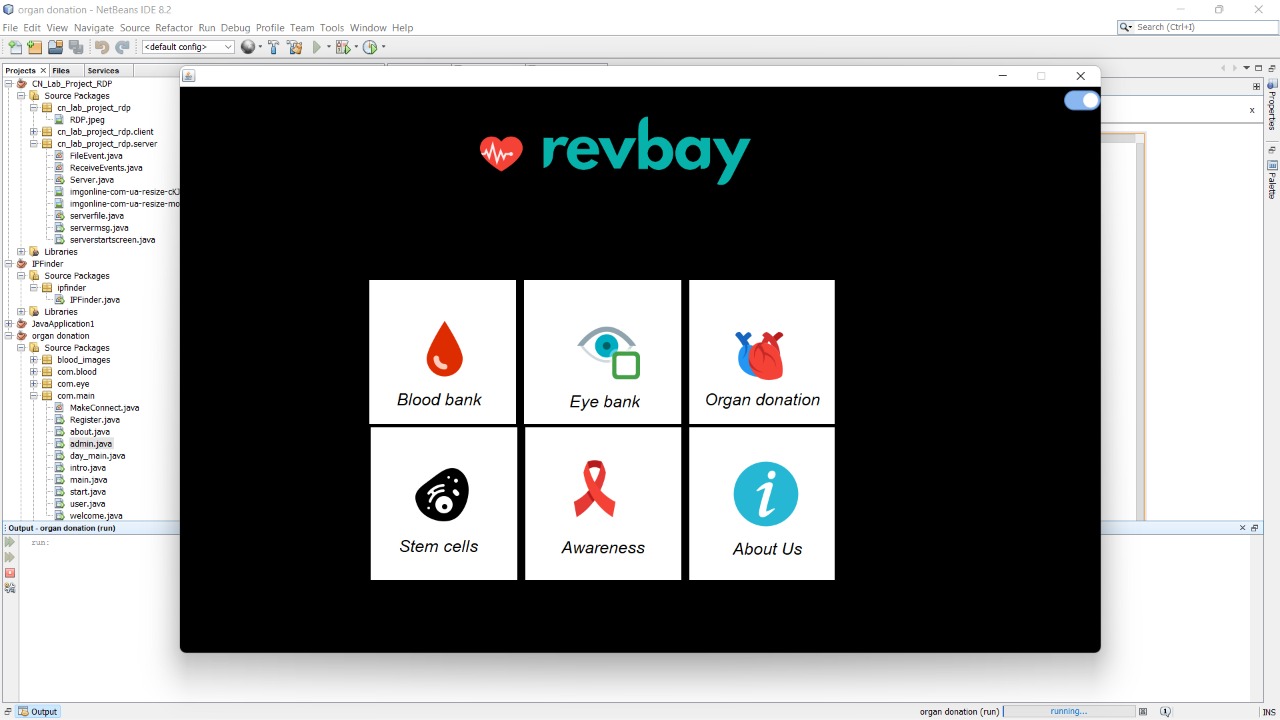 organ donation - NetBeans IDE 8.2
File Edit View Navigate Source Refactor Run Debug Profile Team Tools Window Help
Search (Ctrl+I)
<default config>
Projects Files Services
CN_Lab_Project_RDP
Source Packages
cn_lab_project_rdp
RDP.jpeg
cn_lab_project_rdp.client
cn_lab_project_rdp.server
FileEvent.java
ReceiveEvents.java
Server.java
imgonline-com-ua-resize-cKJ
imgonline-com-ua-resize-mo
serverfile.java
servermsg.java
serverstartscreen.java
Libraries
IPFinder
Source Packages
ipfinder
IPFinder.java
Libraries
JavaApplication1
organ donation
Source Packages
blood_images
com.blood
com.eye
com.main
MakeConnect.java
Register.java
about.java
admin.java
day_main.java
intro.java
main.java
start.java
user.java
welcome.java
revbay
Blood bank
Eye bank
Organ donation
Stem cells
Awareness
About Us
Properties
Palette
Output - organ donation (run)
run:
Output
organ donation (run)
running...
INS